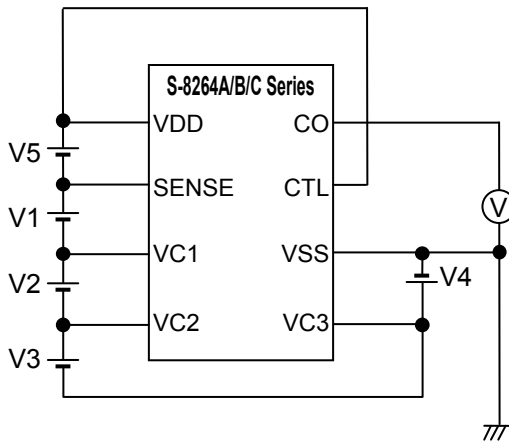 S-8264A/B/C Series
VDD CO
V5
SENSE CTL
V1
V
VC1 VSS
V2 V4
VC2 VC3
V3